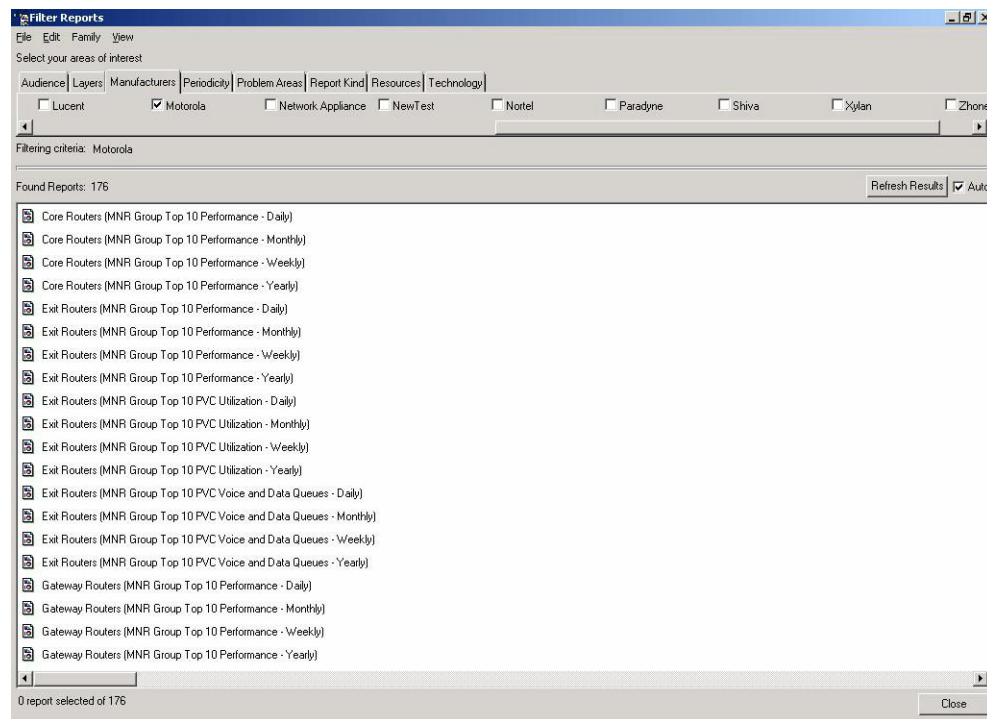 Filter Reports
File Edit Family View
Select your areas of interest
Audience Layers Manufacturers Periodicity Problem Areas Report Kind Resources Technology
Lucent Motorola Network Appliance NewTest Nortel Paradyne Shiva Xylan Zhone
Filtering criteria: Motorola
Found Reports: 176 Refresh Results Auto
Core Routers (MNR Group Top 10 Performance - Daily)
Core Routers (MNR Group Top 10 Performance - Monthly)
Core Routers (MNR Group Top 10 Performance - Weekly)
Core Routers (MNR Group Top 10 Performance - Yearly)
Exit Routers (MNR Group Top 10 Performance - Daily)
Exit Routers (MNR Group Top 10 Performance - Monthly)
Exit Routers (MNR Group Top 10 Performance - Weekly)
Exit Routers (MNR Group Top 10 Performance - Yearly)
Exit Routers (MNR Group Top 10 PVC Utilization - Daily)
Exit Routers (MNR Group Top 10 PVC Utilization - Monthly)
Exit Routers (MNR Group Top 10 PVC Utilization - Weekly)
Exit Routers (MNR Group Top 10 PVC Utilization - Yearly)
Exit Routers (MNR Group Top 10 PVC Voice and Data Queues - Daily)
Exit Routers (MNR Group Top 10 PVC Voice and Data Queues - Monthly)
Exit Routers (MNR Group Top 10 PVC Voice and Data Queues - Weekly)
Exit Routers (MNR Group Top 10 PVC Voice and Data Queues - Yearly)
Gateway Routers (MNR Group Top 10 Performance - Daily)
Gateway Routers (MNR Group Top 10 Performance - Monthly)
Gateway Routers (MNR Group Top 10 Performance - Weekly)
Gateway Routers (MNR Group Top 10 Performance - Yearly)
0 report selected of 176 Close